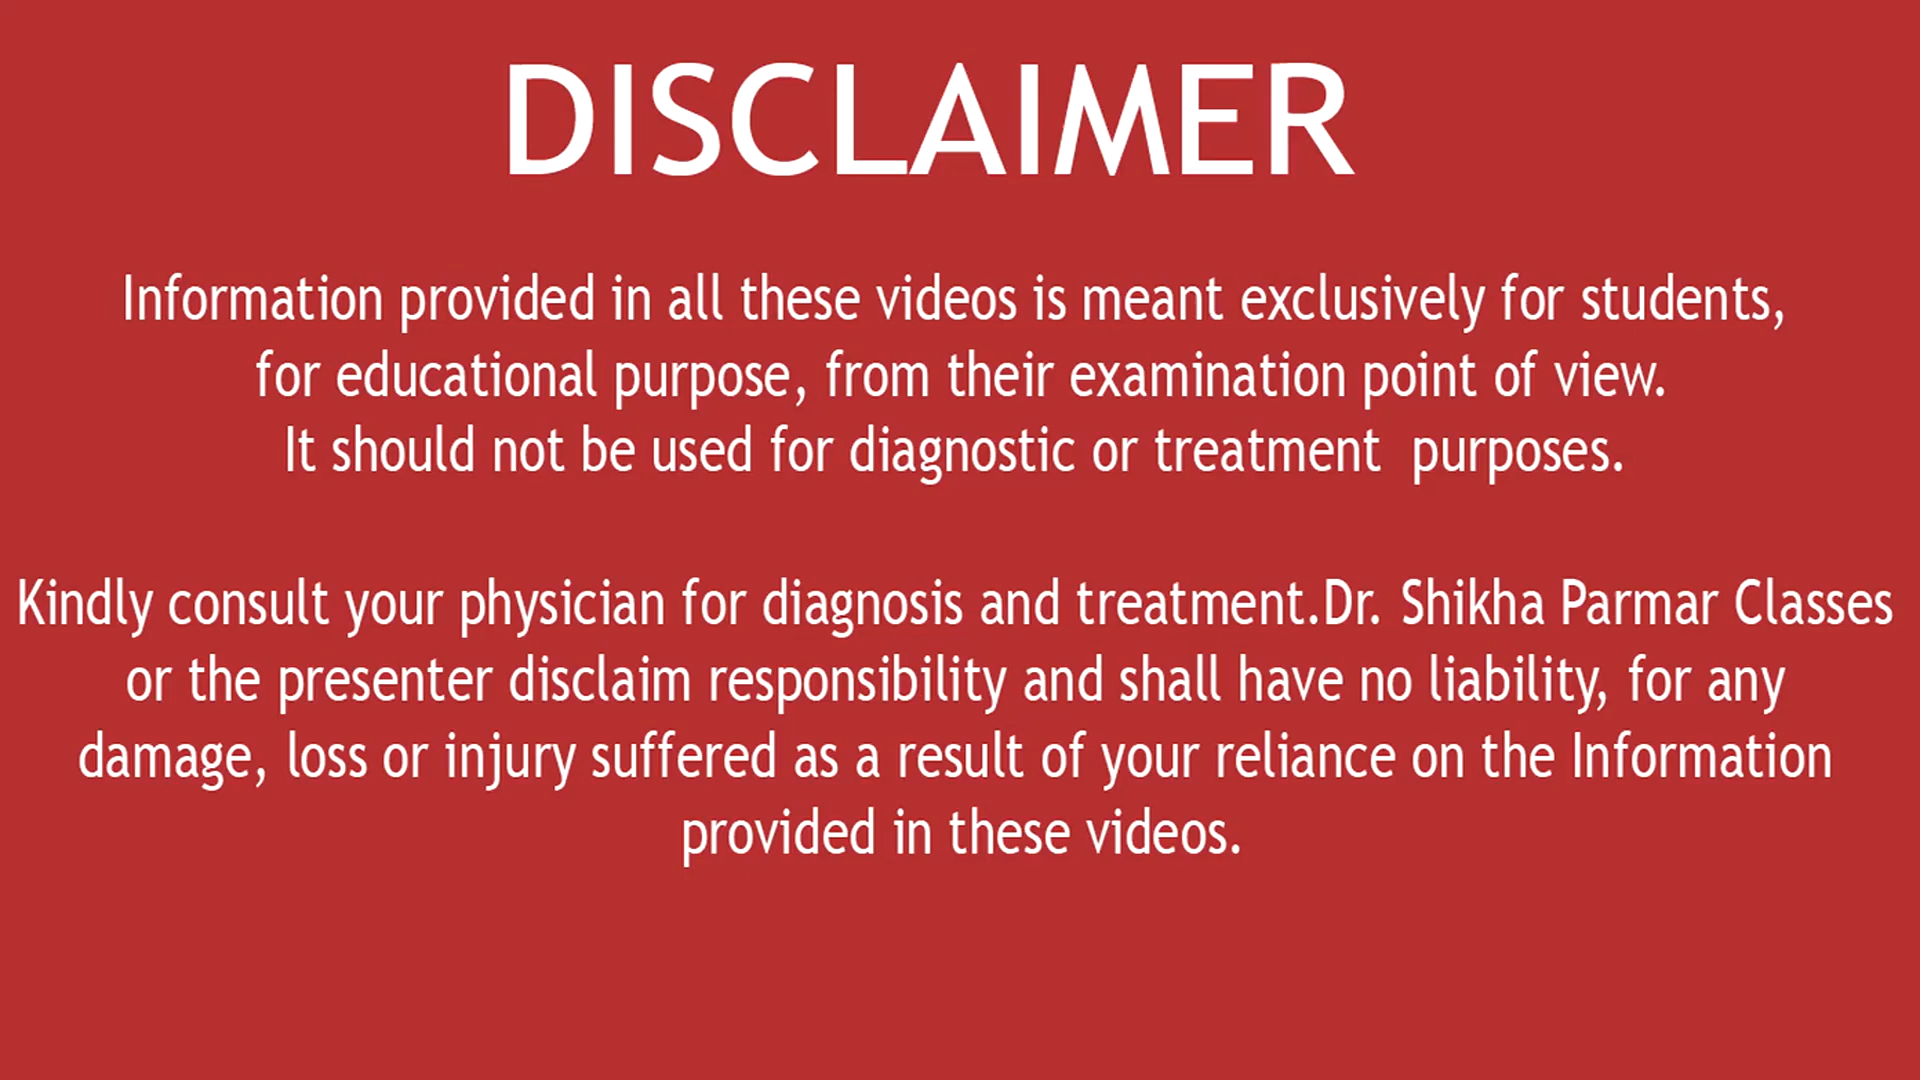 DISCLAIMER
Information provided in all these videos is meant exclusively for students,
for educational purpose, from their examination point of view.
It should not be used for diagnostic or treatment  purposes.
Kindly consult your physician for diagnosis and treatment.Dr. Shikha Parmar Classes
or the presenter disclaim responsibility and shall have no liability, for any
damage, loss or injury suffered as a result of your reliance on the Information
provided in these videos.